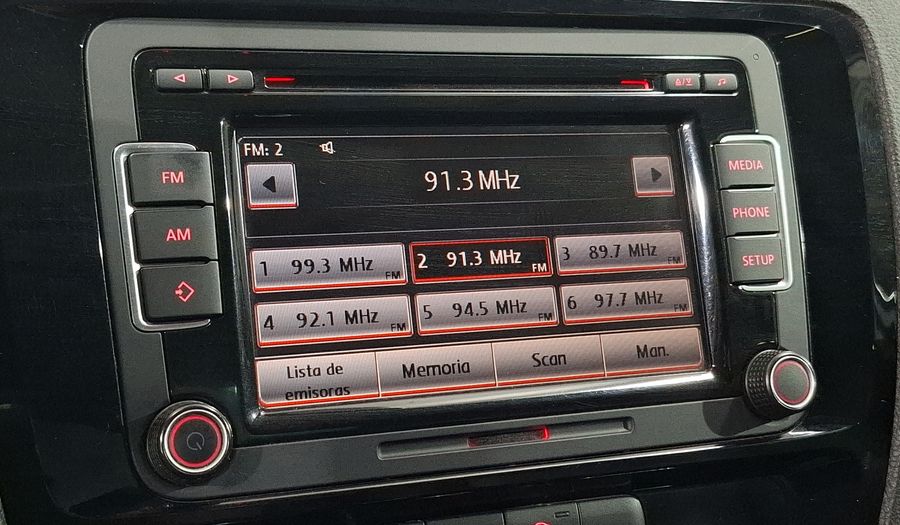 FM: 2
91.3 MHz
FM
AM
MEDIA
PHONE
SETUP
1 99.3 MHz FM
2 91.3 MHz FM
3 89.7 MHz FM
4 92.1 MHz FM
5 94.5 MHz FM
6 97.7 MHz FM
Lista de
emisoras
Memoria
Scan
Man.